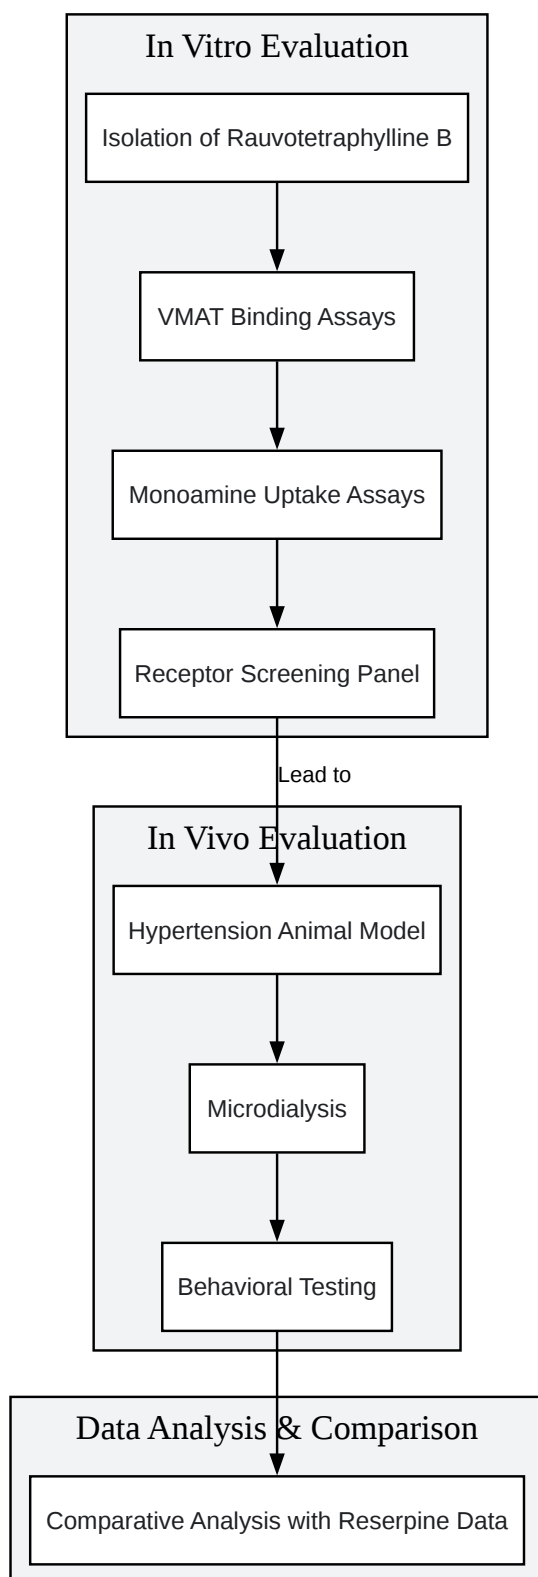 In Vitro Evaluation
Isolation of Rauvotetraphylline B
VMAT Binding Assays
Monoamine Uptake Assays
Receptor Screening Panel
Lead to
In Vivo Evaluation
Hypertension Animal Model
Microdialysis
Behavioral Testing
Data Analysis & Comparison
Comparative Analysis with Reserpine Data